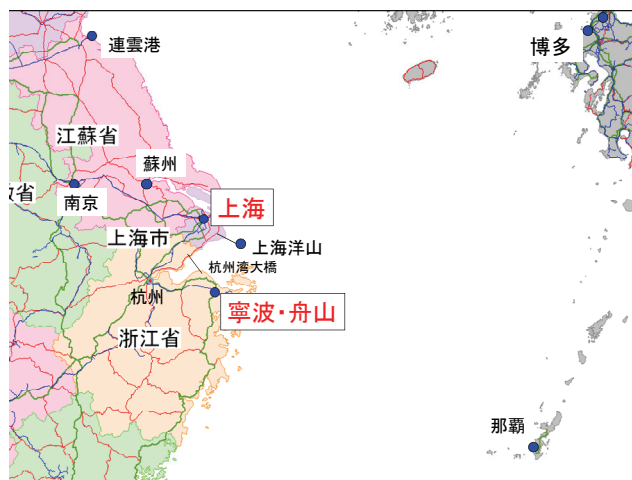 連雲港
博多
江蘇省
蘇州
省
南京
上海
上海市
上海洋山
杭州湾大橋
杭州
寧波・舟山
浙江省
那覇